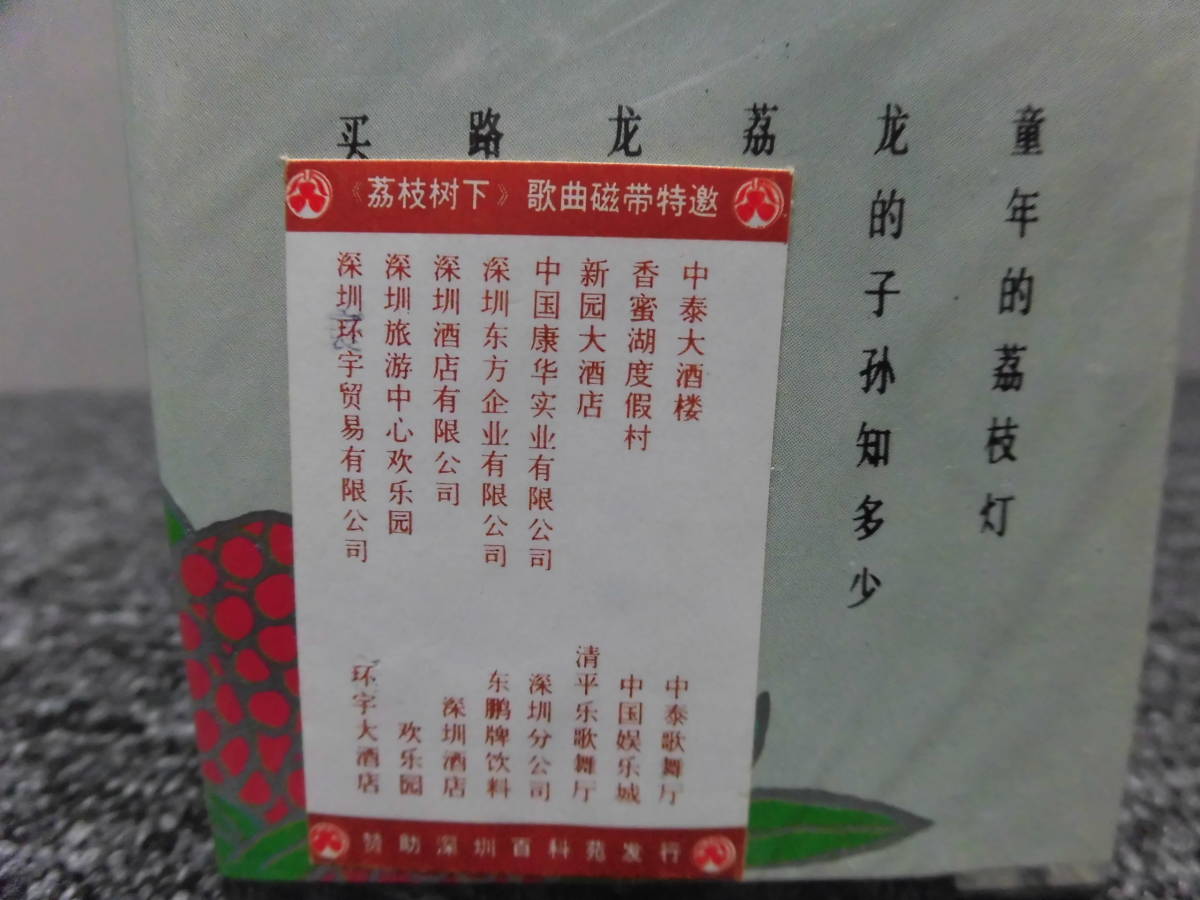 童年的荔枝灯
龙的子孙知多少
荔
龙
路
买
《荔枝树下》歌曲磁带特邀
中泰大酒楼 中泰歌舞厅
香蜜湖度假村 中国娱乐城
新园大酒店 清平乐歌舞厅
中国康华实业有限公司 深圳分公司
深圳东方企业有限公司 东鹏牌饮料
深圳酒店有限公司 深圳酒店
深圳旅游中心欢乐园 欢乐园
深圳环宇贸易有限公司 环宇大酒店
赞助深圳百科苑发行